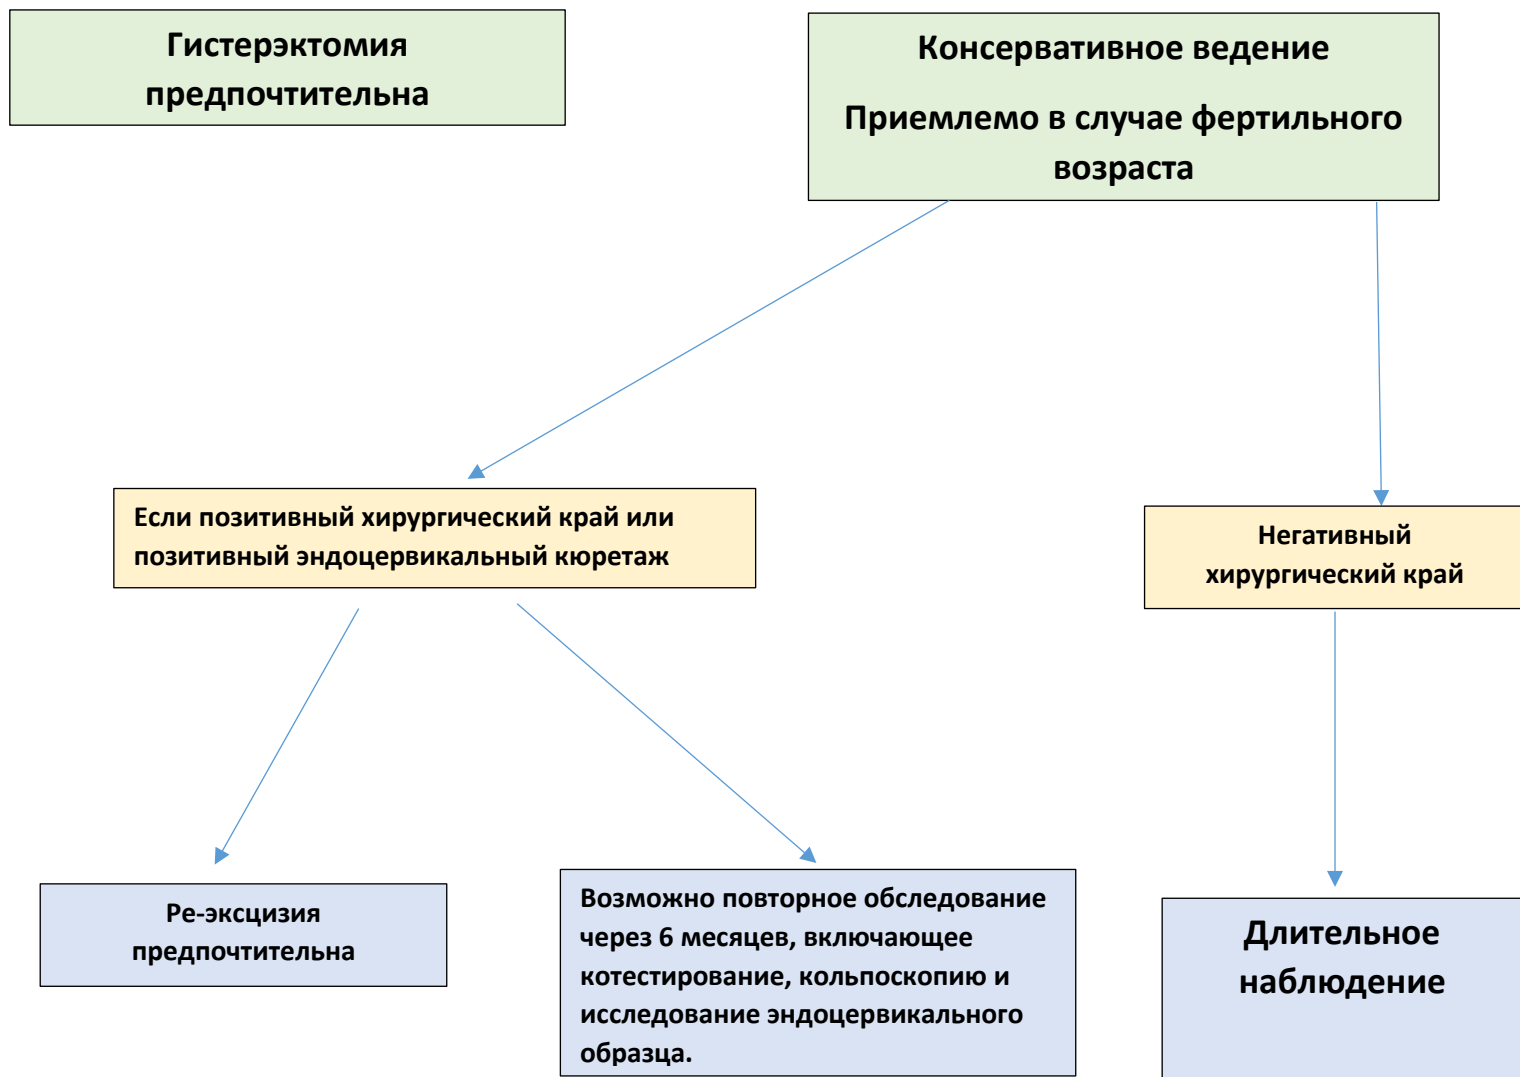 Гистерэктомия
предпочтительна
Консервативное ведение
Приемлемо в случае фертильного
возраста
Если позитивный хирургический край или
позитивный эндоцервикальный кюретаж
Негативный
хирургический край
Ре-эксцизия
предпочтительна
Возможно повторное обследование
через 6 месяцев, включающее
котестирование, кольпоскопию и
исследование эндоцервикального
образца.
Длительное
наблюдение